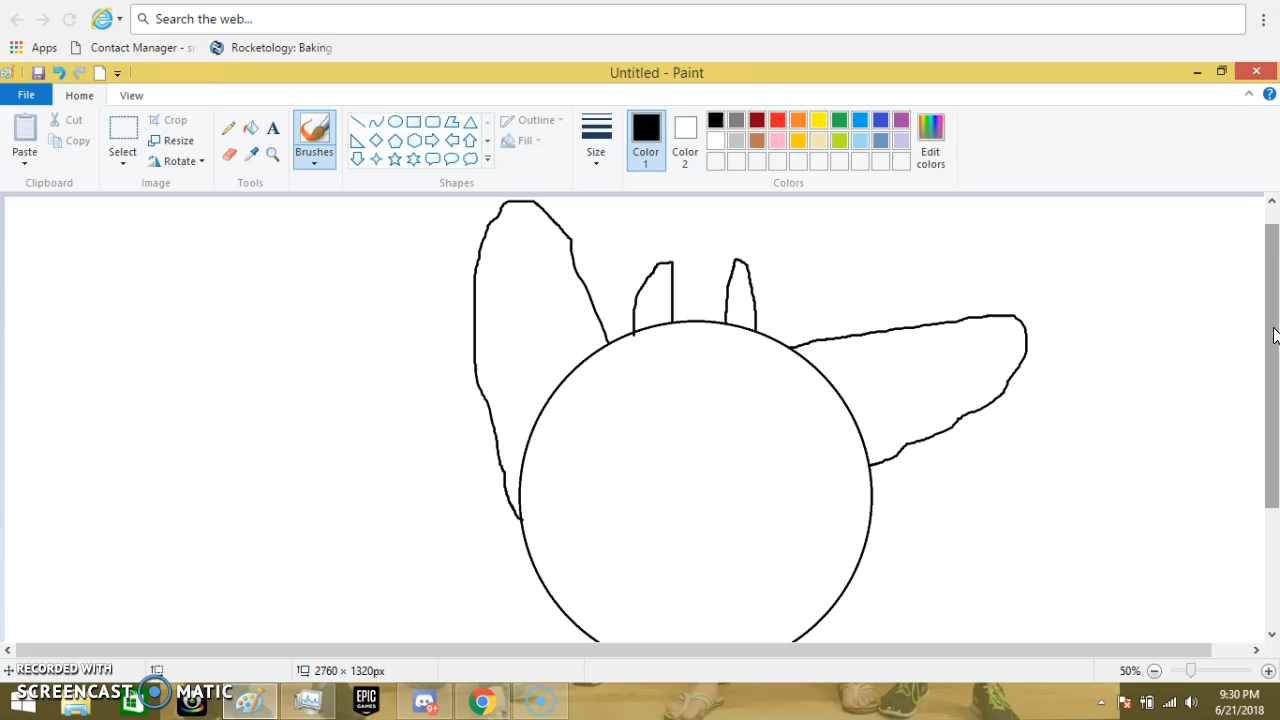 Search the web...
Apps Contact Manager - s Rocketology: Baking
Untitled - Paint
File Home View
Cut Crop Outline
Copy Resize Fill
Paste Select Rotate Brushes Size Color 1 Color 2 Edit colors
Clipboard Image Tools Shapes Colors
RECORDED WITH
2760 × 1320px 50%
SCREENCAST MATIC
EPIC GAMES
9:30 PM
6/21/2018